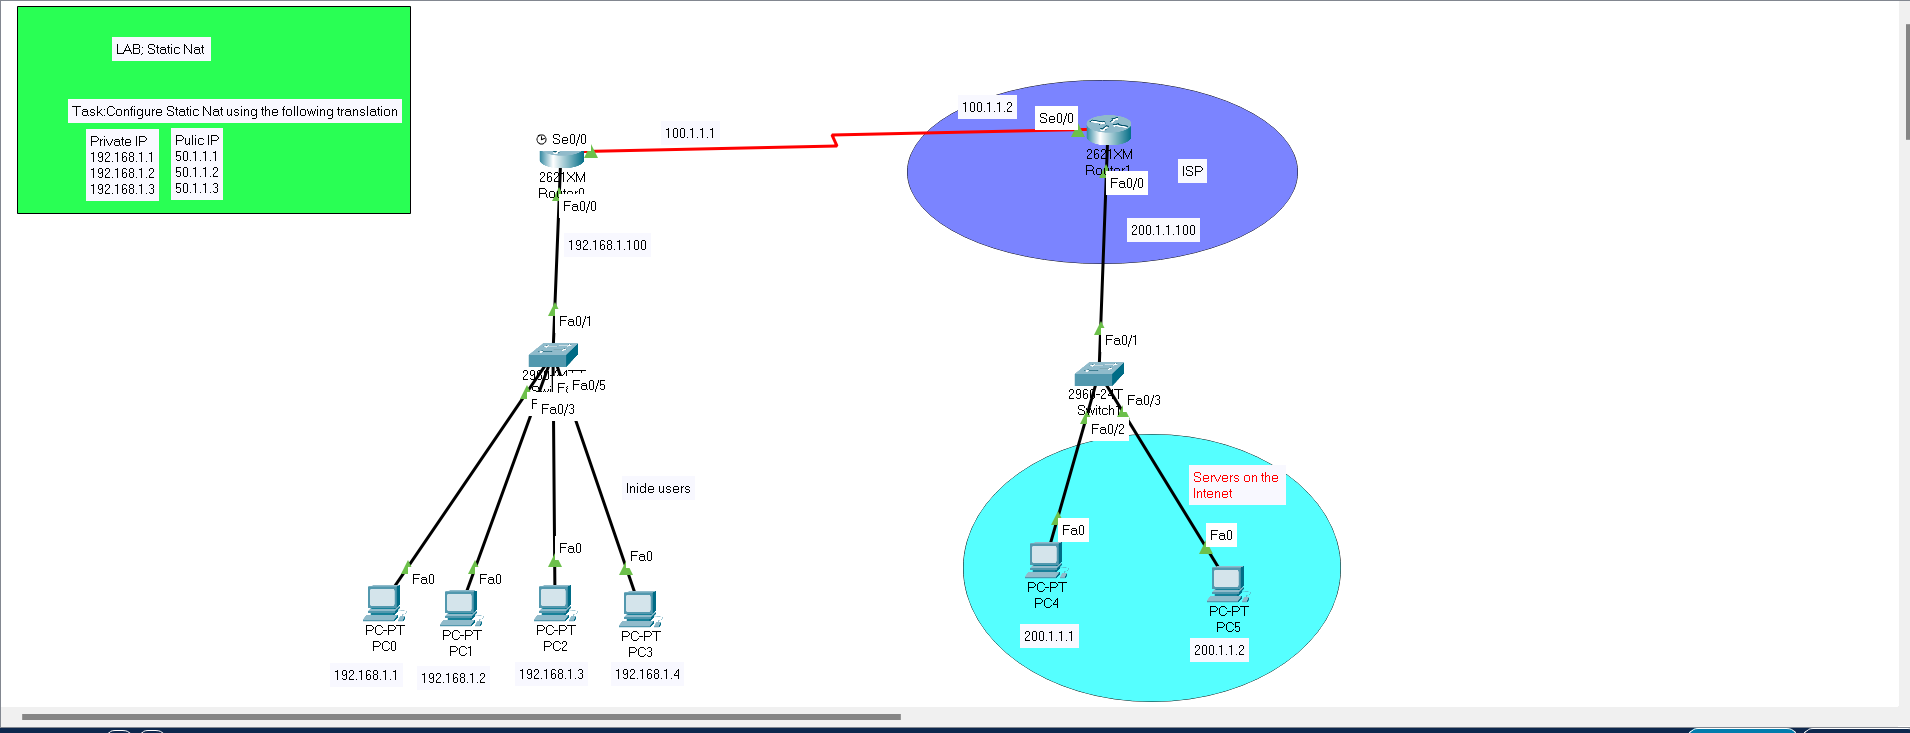 LAB; Static Nat
Task:Configure Static Nat using the following translation
Private IP
192.168.1.1
192.168.1.2
192.168.1.3
Pulic IP
50.1.1.1
50.1.1.2
50.1.1.3
Se0/0
100.1.1.1
2621XM
Router0
Fa0/0
192.168.1.100
100.1.1.2
Se0/0
2621XM
Router1
ISP
Fa0/0
200.1.1.100
Fa0/1
Fa0/5
Fa0/3
Fa0/1
2960-24T
Switch1
Fa0/3
Fa0/2
Inide users
Servers on the
Intenet
Fa0
Fa0
Fa0
Fa0
Fa0
Fa0
PC-PT
PC0
192.168.1.1
PC-PT
PC1
192.168.1.2
PC-PT
PC2
192.168.1.3
PC-PT
PC3
192.168.1.4
PC-PT
PC4
200.1.1.1
PC-PT
PC5
200.1.1.2